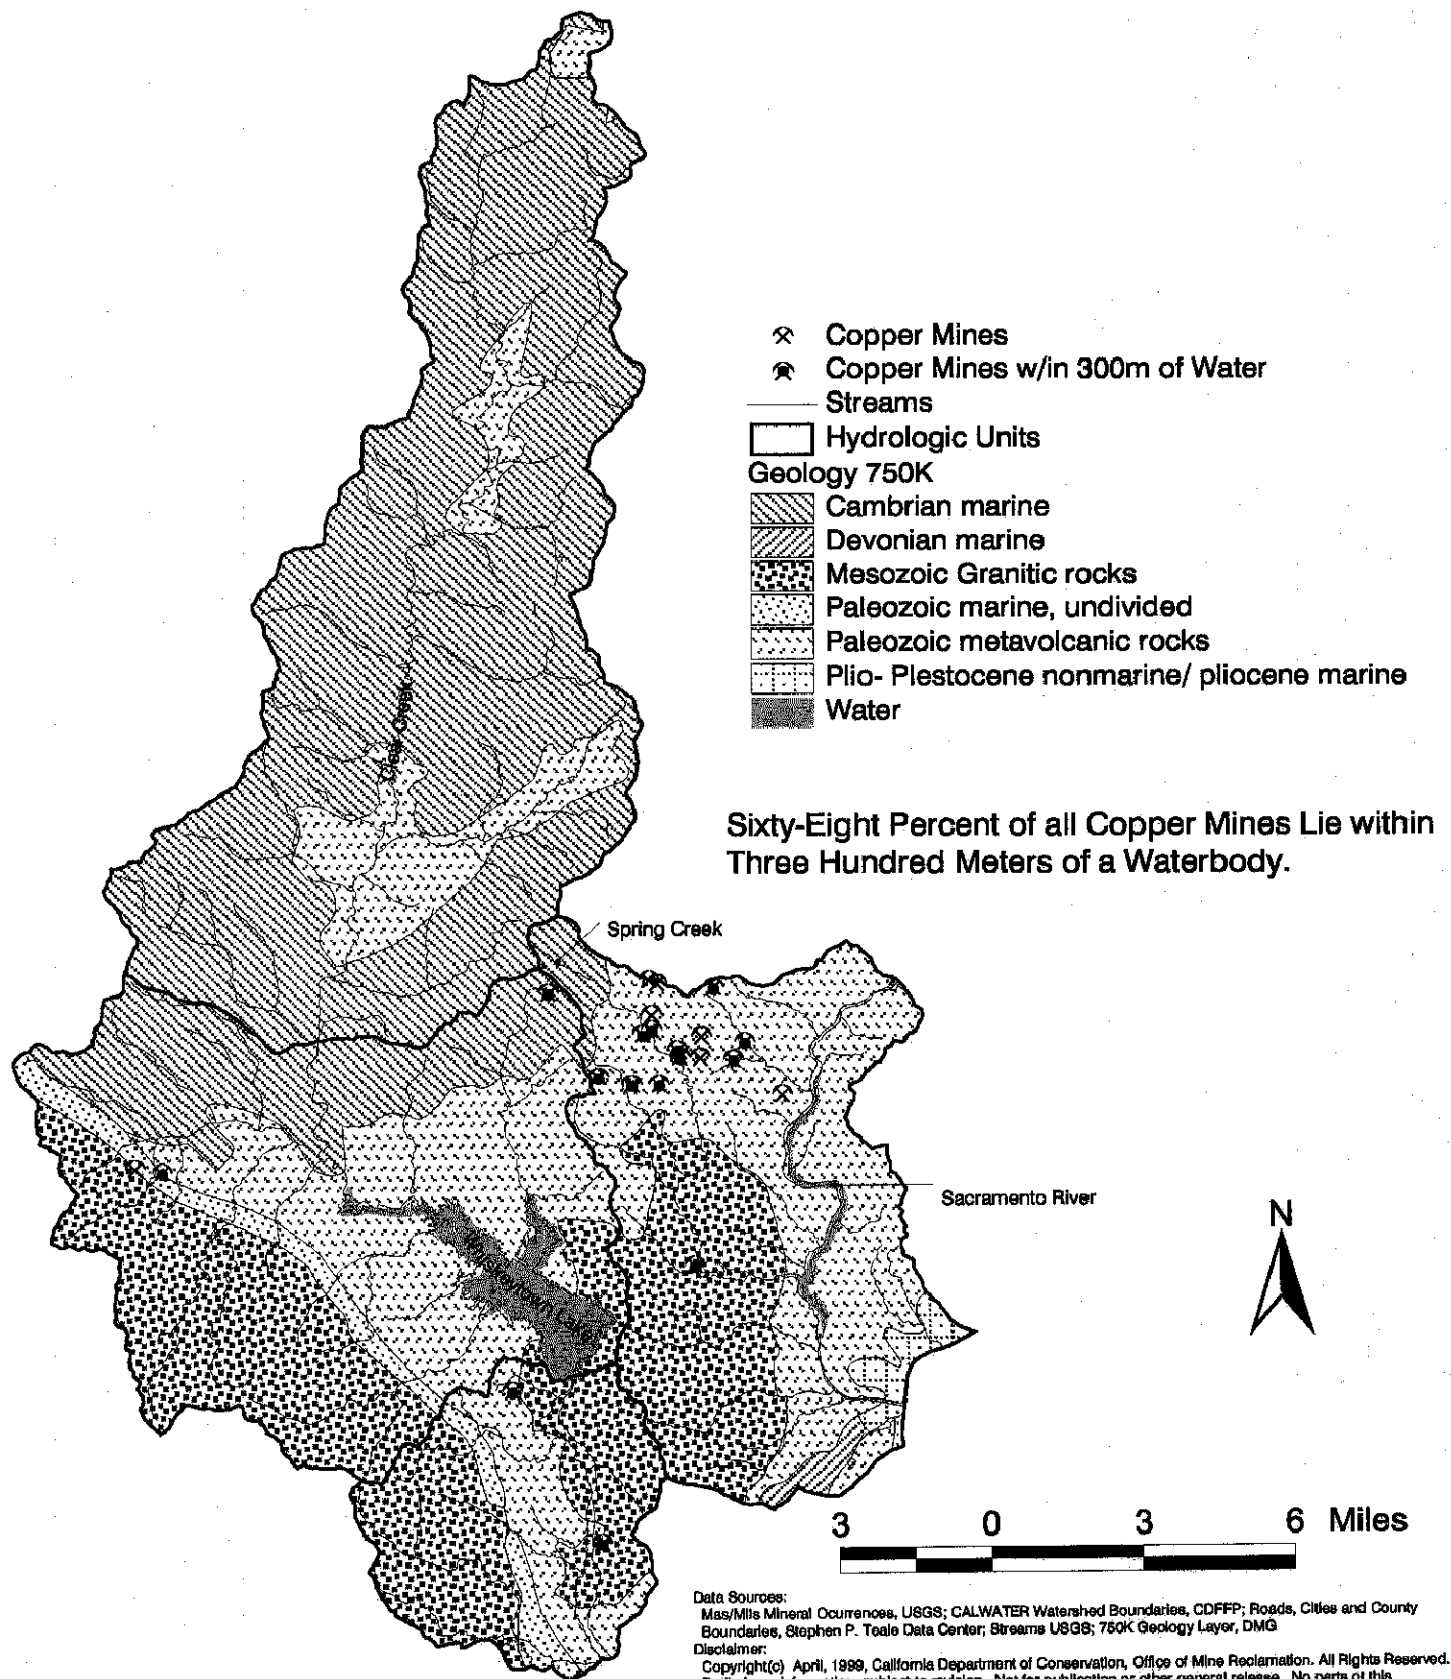 Copper Mines
Copper Mines w/in 300m of Water
Streams
Hydrologic Units
Geology 750K
Cambrian marine
Devonian marine
Mesozoic Granitic rocks
Paleozoic marine, undivided
Paleozoic metavolcanic rocks
Plio- Plestocene nonmarine/ pliocene marine
Water
Clear Creek
Sixty-Eight Percent of all Copper Mines Lie within
Three Hundred Meters of a Waterbody.
Spring Creek
Sacramento River
Whiskeytown Lake
N
3 0 3 6 Miles
Data Sources:
Mas/Mils Mineral Ocurrences, USGS; CALWATER Watershed Boundaries, CDFFP; Roads, Cities and County
Boundaries, Stephen P. Teale Data Center; Streams USGS; 750K Geology Layer, DMG
Disclaimer:
Copyright(c) April, 1999, California Department of Conservation, Office of Mine Reclamation. All Rights Reserved.